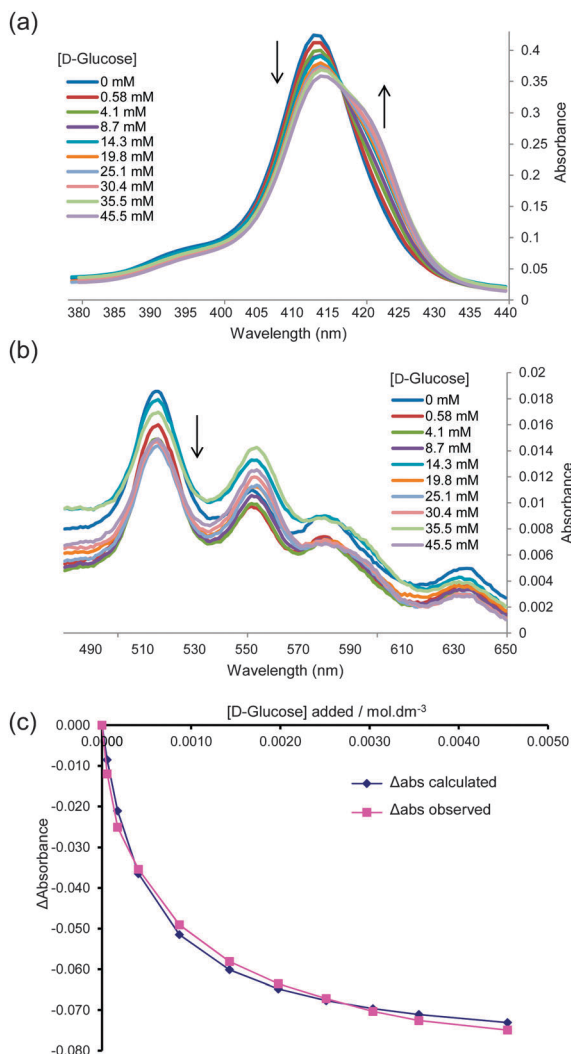 (a)
[D-Glucose]
0 mM
0.58 mM
4.1 mM
8.7 mM
14.3 mM
19.8 mM
25.1 mM
30.4 mM
35.5 mM
45.5 mM
0.4
0.35
0.3
0.25
0.2
0.15
0.1
0.05
0
Absorbance
380 385 390 395 400 405 410 415 420 425 430 435 440
Wavelength (nm)
(b)
[D-Glucose]
0 mM
0.58 mM
4.1 mM
8.7 mM
14.3 mM
19.8 mM
25.1 mM
30.4 mM
35.5 mM
45.5 mM
0.02
0.018
0.016
0.014
0.012
0.01
0.008
0.006
0.004
0.002
0
Absorbance
490 510 530 550 570 590 610 630 650
Wavelength (nm)
(c)
[D-Glucose] added / mol.dm-3
0.0000 0.0010 0.0020 0.0030 0.0040 0.0050
0.000
-0.010
-0.020
-0.030
-0.040
-0.050
-0.060
-0.070
-0.080
ΔAbsorbance
Δabs calculated
Δabs observed